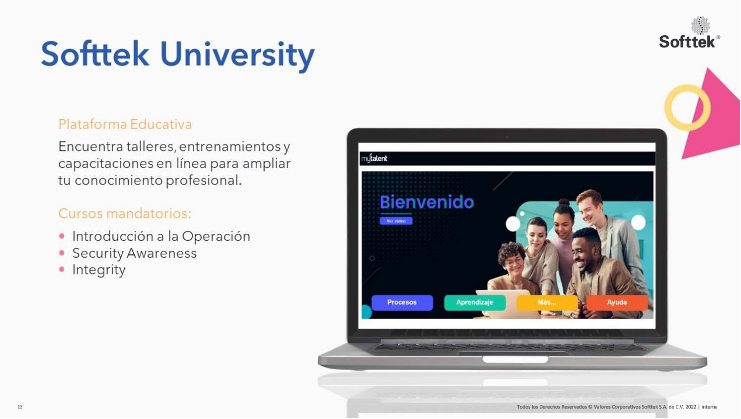 Softtek®
Softtek University
Plataforma Educativa
Encuentra talleres, entrenamientos y
capacitaciones en línea para ampliar
tu conocimiento profesional.
Cursos mandatorios:
• Introducción a la Operación
• Security Awareness
• Integrity
mytalent
Bienvenido
Procesos
Aprendizaje
Más...
Ayuda
13
Todos los Derechos Reservados © Valores Corporativos Softtek S.A. de C.V. 2022 | Interno